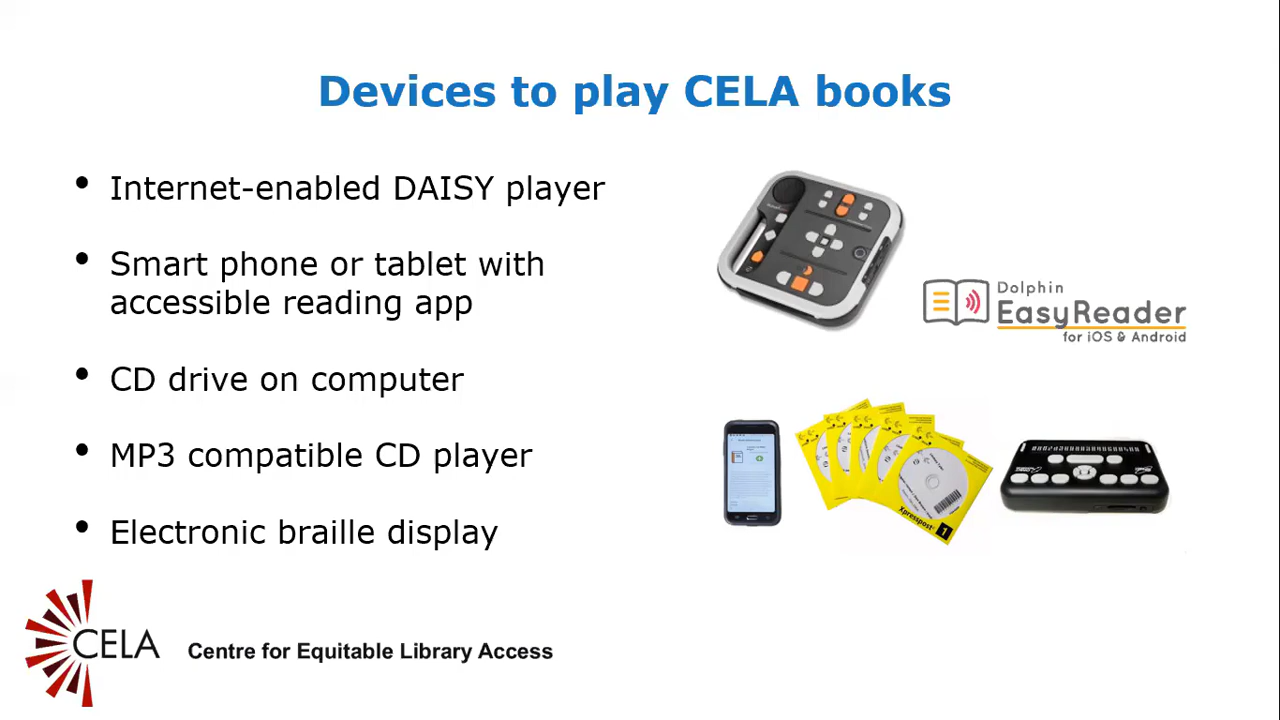 Devices to play CELA books
• Internet-enabled DAISY player
• Smart phone or tablet with
accessible reading app
• CD drive on computer
• MP3 compatible CD player
• Electronic braille display
Dolphin
EasyReader
for iOS & Android
Xpresspost
1
CELA
Centre for Equitable Library Access